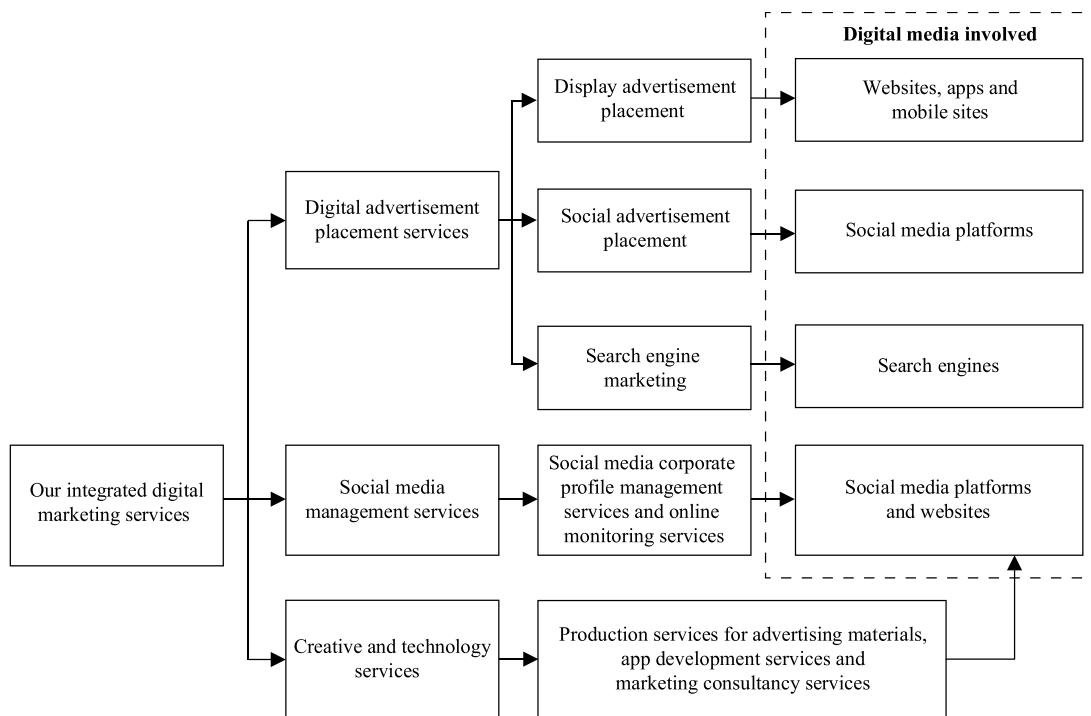 Digital media involved
Display advertisement
placement
Websites, apps and
mobile sites
Digital advertisement
placement services
Social advertisement
placement
Social media platforms
Search engine
marketing
Search engines
Our integrated digital
marketing services
Social media
management services
Social media corporate
profile management
services and online
monitoring services
Social media platforms
and websites
Creative and technology
services
Production services for advertising materials,
app development services and
marketing consultancy services